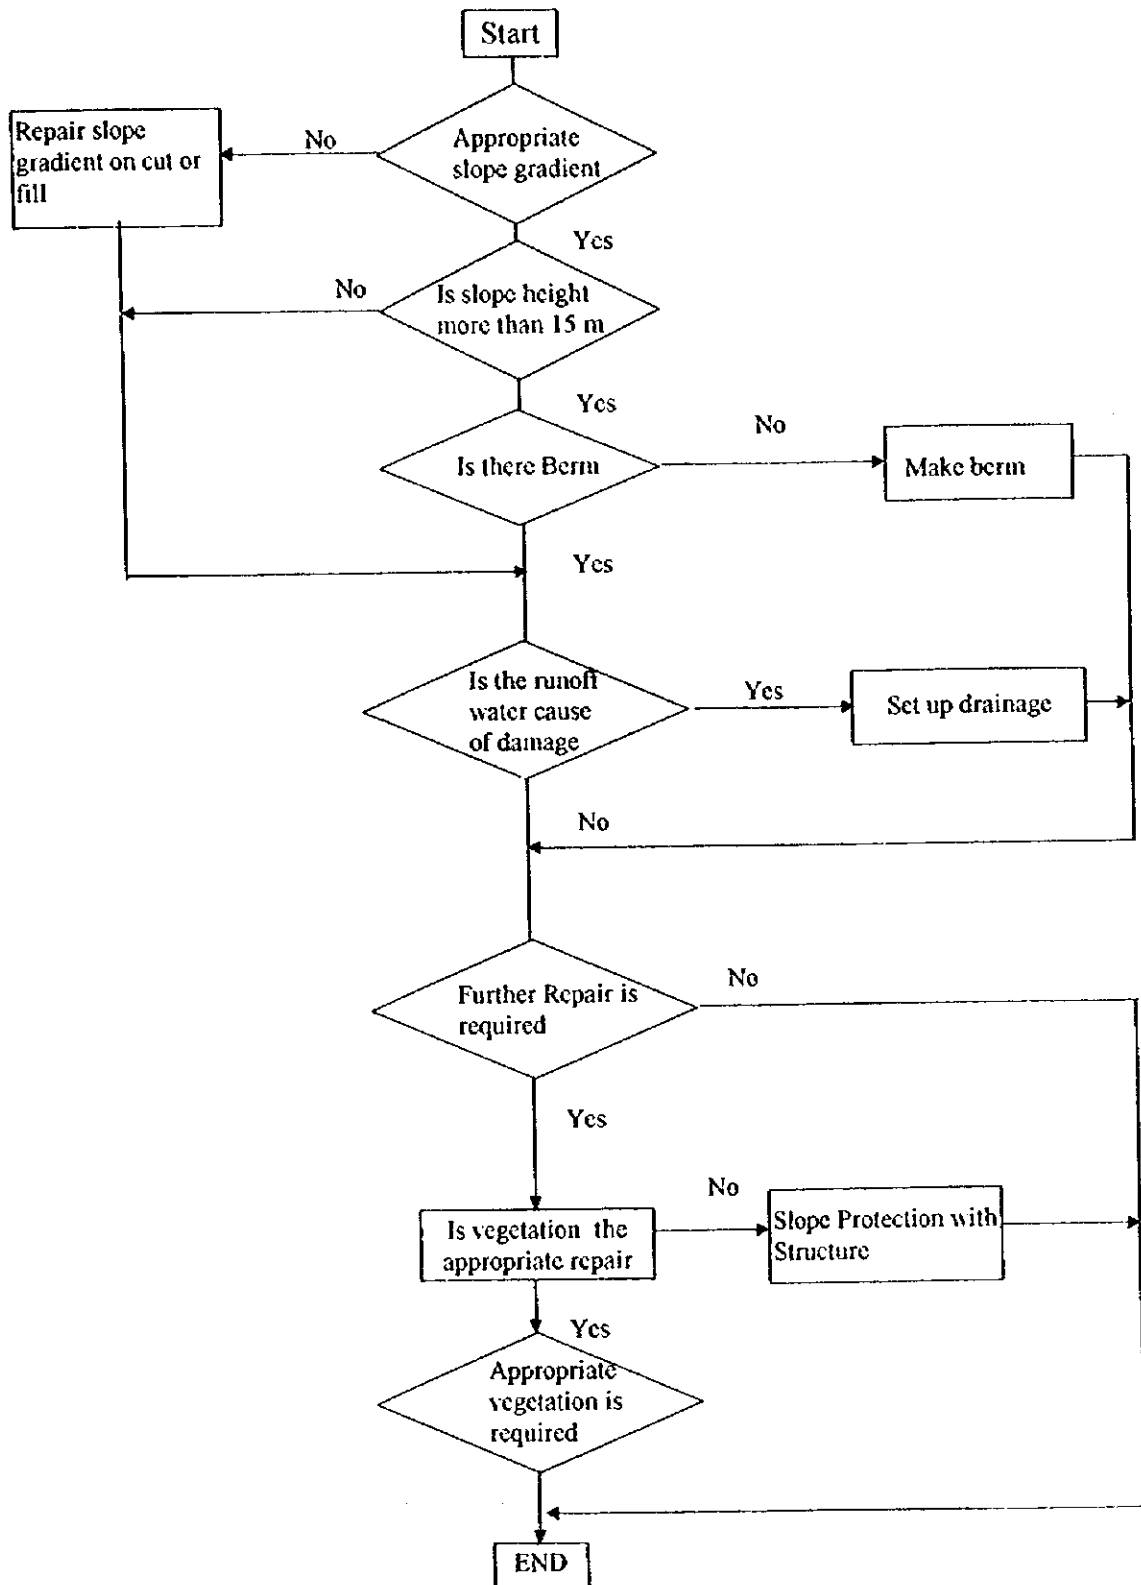 Start
Appropriate
slope gradient
No
Repair slope
gradient on cut or
fill
Yes
Is slope height
more than 15 m
No
Yes
Is there Berm
No
Make berm
Yes
Is the runoff
water cause
of damage
Yes
Set up drainage
No
Further Repair is
required
No
Yes
Is vegetation the
appropriate repair
No
Slope Protection with
Structure
Yes
Appropriate
vegetation is
required
END